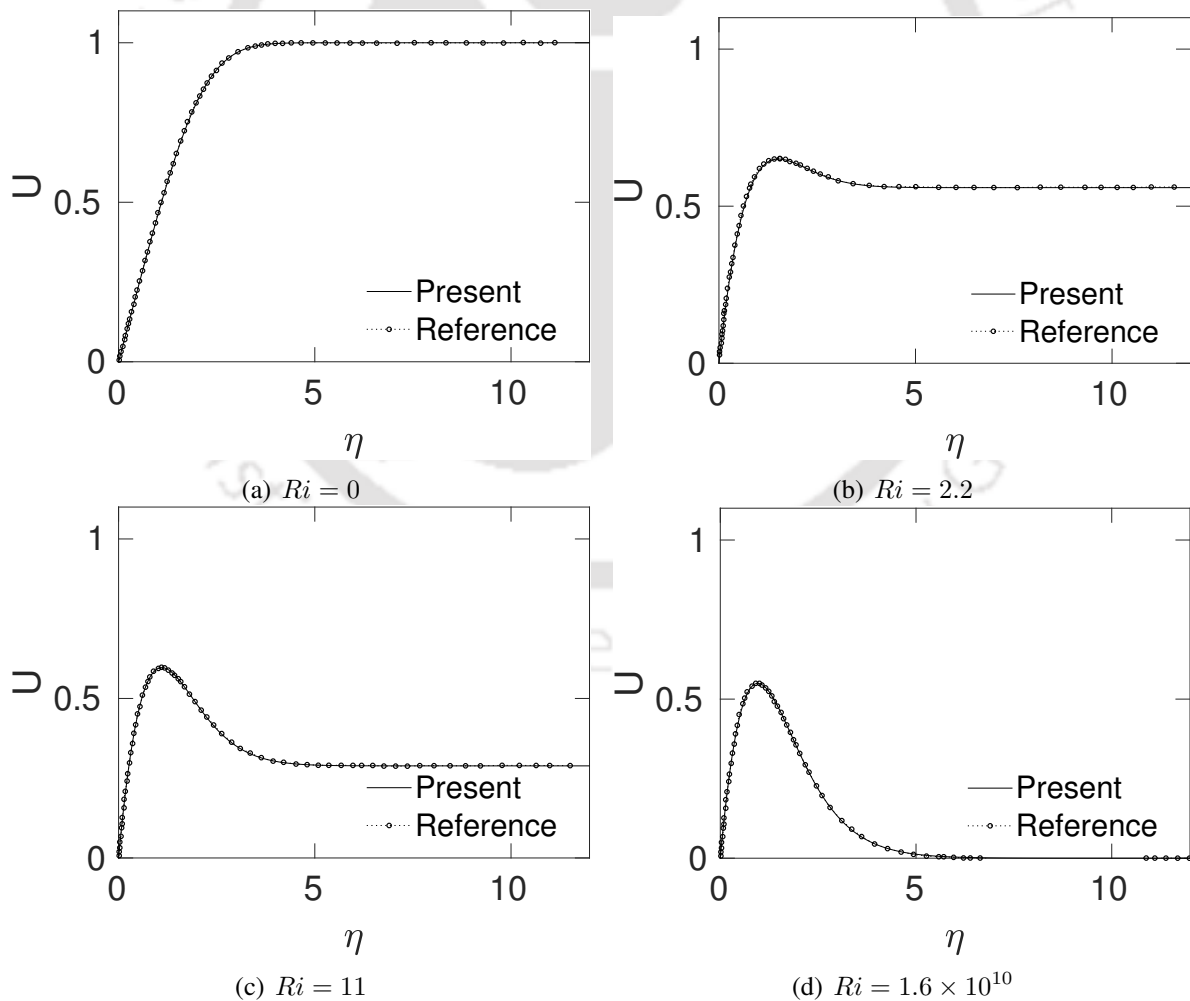 1
0.5
0
U
0
5
10
η
Present
Reference
(a) Ri = 0
1
0.5
0
U
0
5
10
η
Present
Reference
(b) Ri = 2.2
1
0.5
0
U
0
5
10
η
Present
Reference
(c) Ri = 11
1
0.5
0
U
0
5
10
η
Present
Reference
(d) Ri = 1.6 × 10¹⁰